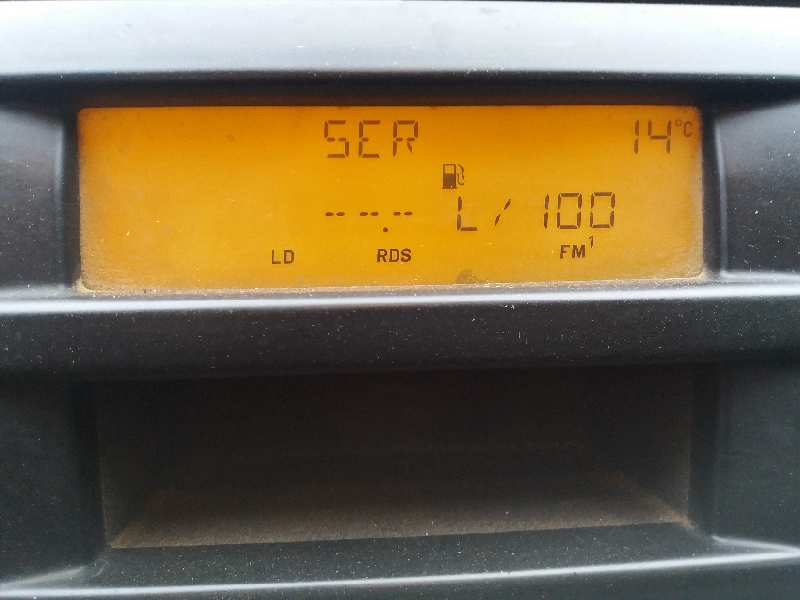 SER 14°C
-- --.-- L/100
LD RDS FM1